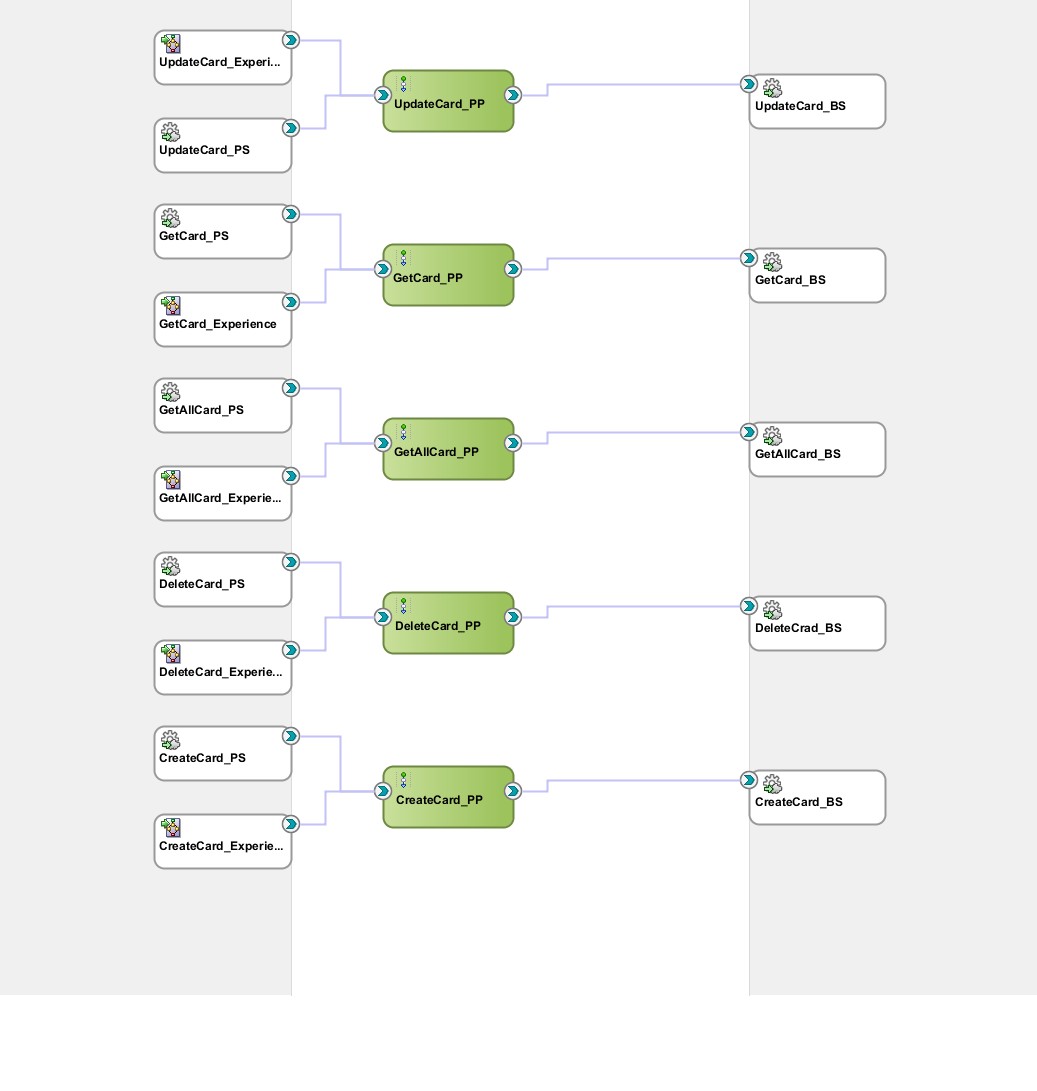 UpdateCard_Experi...
UpdateCard_PP
UpdateCard_BS
UpdateCard_PS
GetCard_PS
GetCard_PP
GetCard_BS
GetCard_Experience
GetAllCard_PS
GetAllCard_PP
GetAllCard_BS
GetAllCard_Experie...
DeleteCard_PS
DeleteCard_PP
DeleteCrad_BS
DeleteCard_Experie...
CreateCard_PS
CreateCard_PP
CreateCard_BS
CreateCard_Experie...